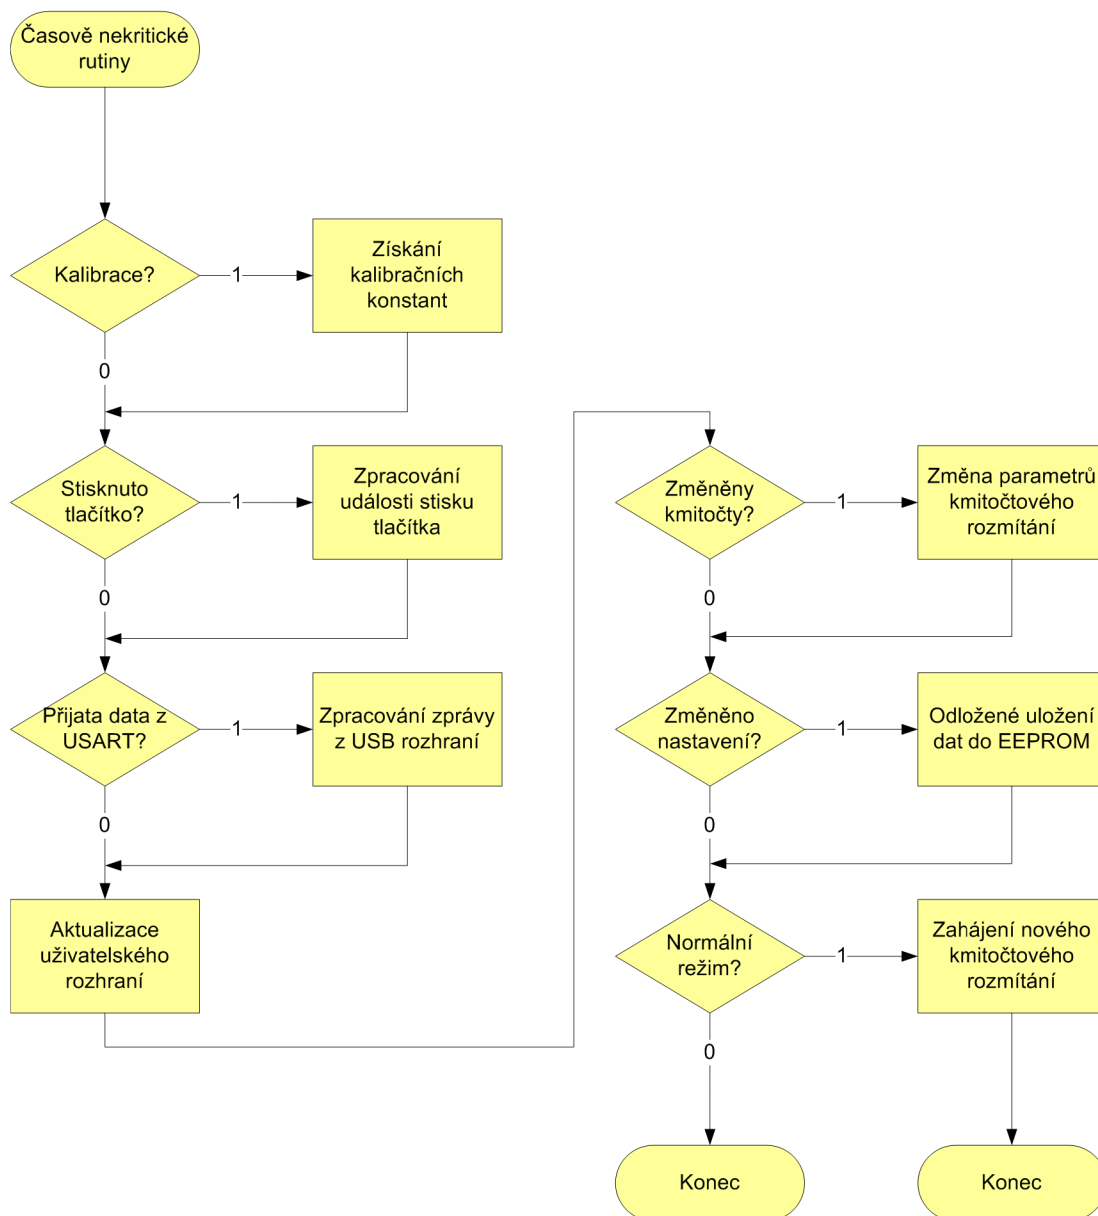 Časově nekritické
rutiny
Kalibrace?
1
Získání
kalibračních
konstant
0
Stisknuto
tlačítko?
1
Zpracování
události stisku
tlačítka
0
Přijata data z
USART?
1
Zpracování zprávy
z USB rozhraní
0
Aktualizace
uživatelského
rozhraní
Změněny
kmitočty?
1
Změna parametrů
kmitočtového
rozmítání
0
Změněno
nastavení?
1
Odložené uložení
dat do EEPROM
0
Normální
režim?
1
Zahájení nového
kmitočtového
rozmítání
0
Konec
Konec